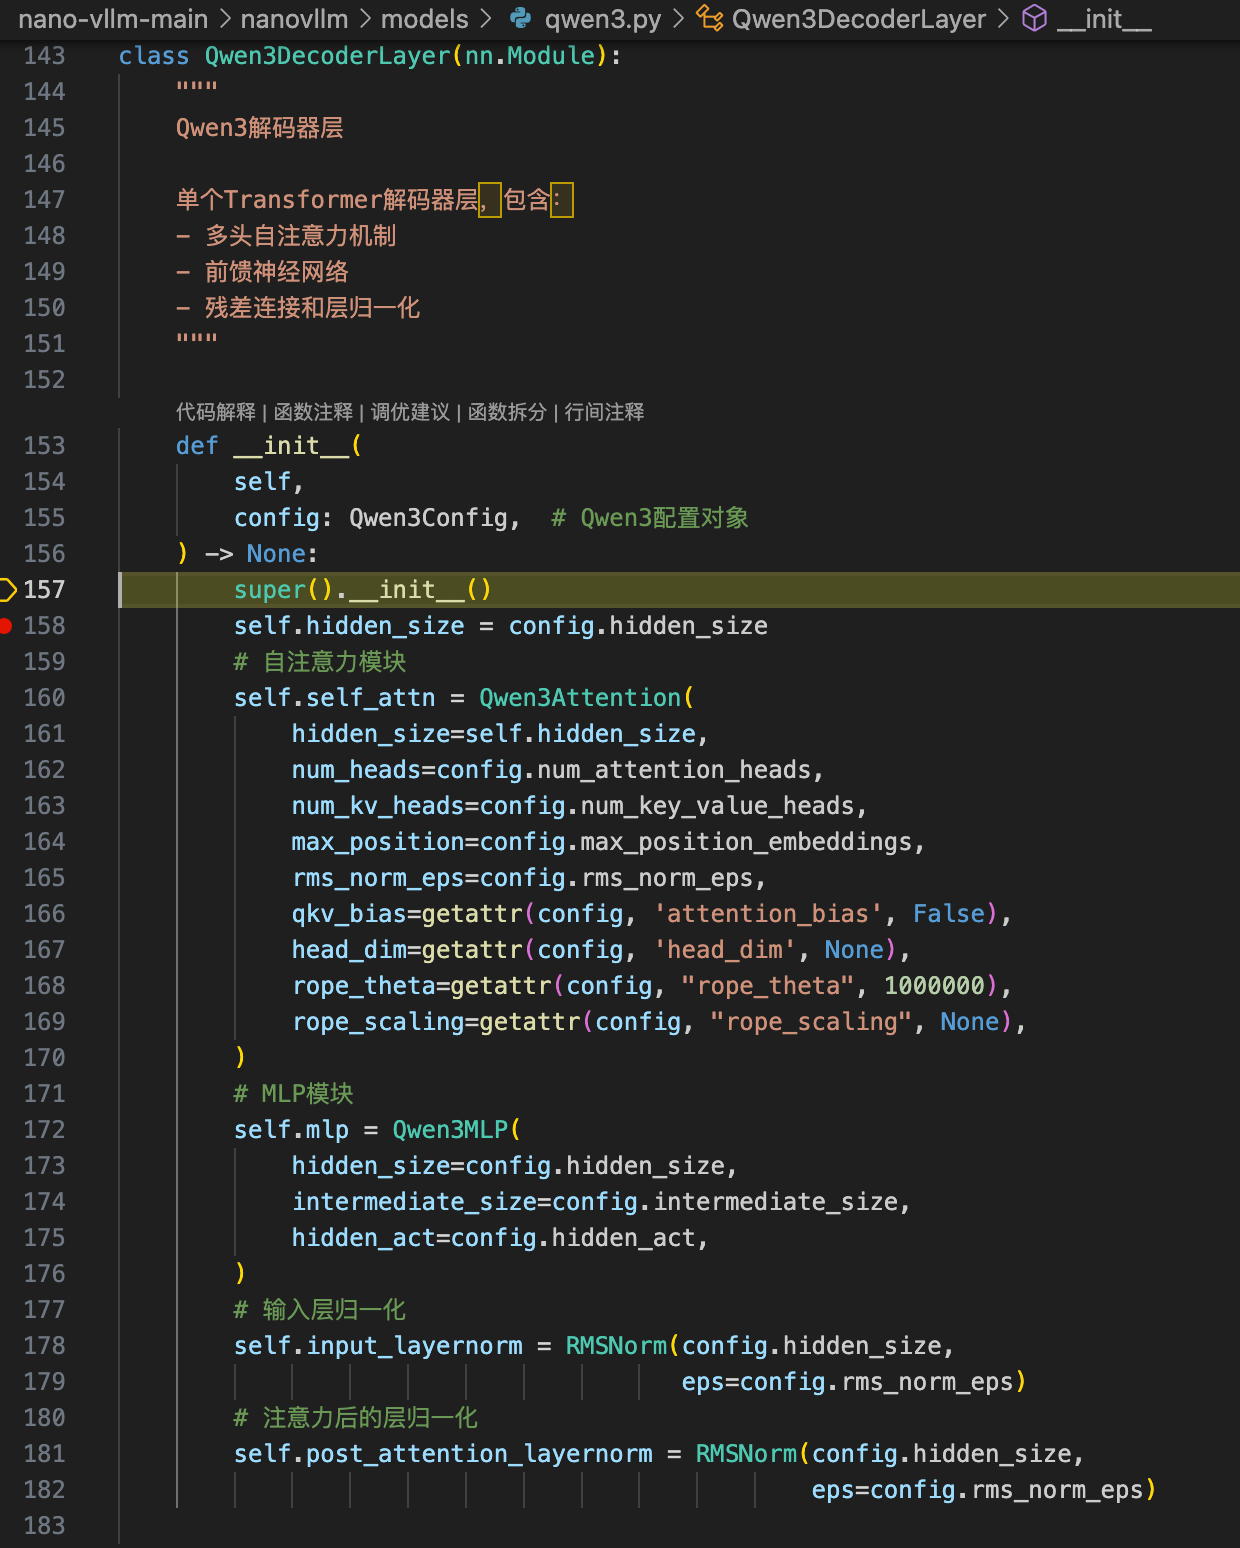 nano-vllm-main > nanovllm > models > qwen3.py > Qwen3DecoderLayer > __init__
143 class Qwen3DecoderLayer(nn.Module):
144 """
145 Qwen3解码器层
146
147 单个Transformer解码器层，包含：
148 - 多头自注意力机制
149 - 前馈神经网络
150 - 残差连接和层归一化
151 """
152
代码解释 | 函数注释 | 调优建议 | 函数拆分 | 行间注释
153 def __init__(
154 self,
155 config: Qwen3Config,  # Qwen3配置对象
156 ) -> None:
157 super().__init__()
158 self.hidden_size = config.hidden_size
159 # 自注意力模块
160 self.self_attn = Qwen3Attention(
161 hidden_size=self.hidden_size,
162 num_heads=config.num_attention_heads,
163 num_kv_heads=config.num_key_value_heads,
164 max_position=config.max_position_embeddings,
165 rms_norm_eps=config.rms_norm_eps,
166 qkv_bias=getattr(config, 'attention_bias', False),
167 head_dim=getattr(config, 'head_dim', None),
168 rope_theta=getattr(config, "rope_theta", 1000000),
169 rope_scaling=getattr(config, "rope_scaling", None),
170 )
171 # MLP模块
172 self.mlp = Qwen3MLP(
173 hidden_size=config.hidden_size,
174 intermediate_size=config.intermediate_size,
175 hidden_act=config.hidden_act,
176 )
177 # 输入层归一化
178 self.input_layernorm = RMSNorm(config.hidden_size,
179 eps=config.rms_norm_eps)
180 # 注意力后的层归一化
181 self.post_attention_layernorm = RMSNorm(config.hidden_size,
182 eps=config.rms_norm_eps)
183